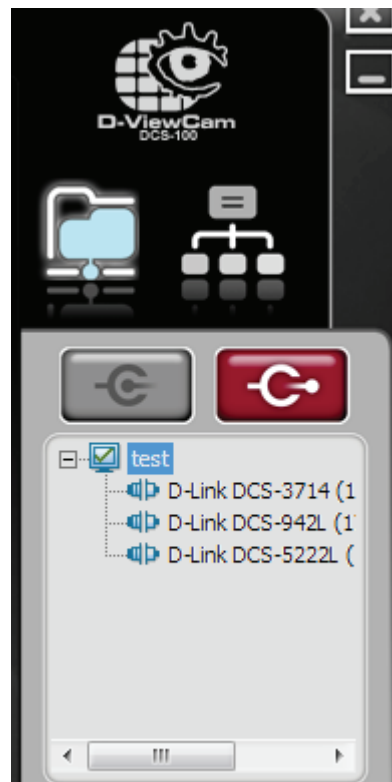 D-ViewCam
DCS-100
test
D-Link DCS-3714 (1
D-Link DCS-942L (1
D-Link DCS-5222L (